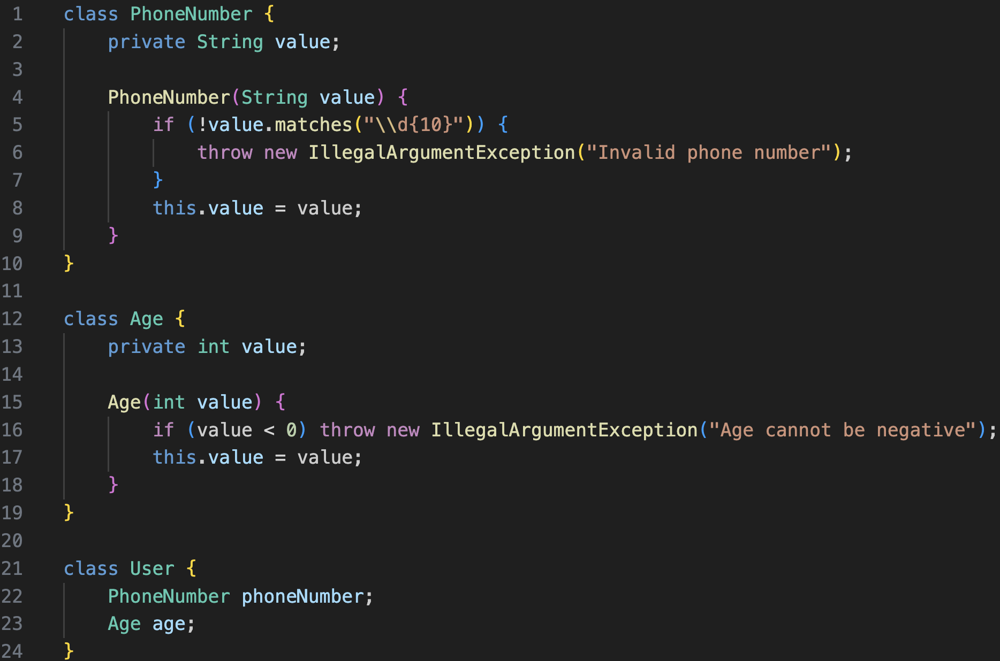 1 class PhoneNumber {
2     private String value;
3
4     PhoneNumber(String value) {
5         if (!value.matches("\\d{10}")) {
6             throw new IllegalArgumentException("Invalid phone number");
7         }
8         this.value = value;
9     }
10 }
11
12 class Age {
13     private int value;
14
15     Age(int value) {
16         if (value < 0) throw new IllegalArgumentException("Age cannot be negative");
17         this.value = value;
18     }
19 }
20
21 class User {
22     PhoneNumber phoneNumber;
23     Age age;
24 }